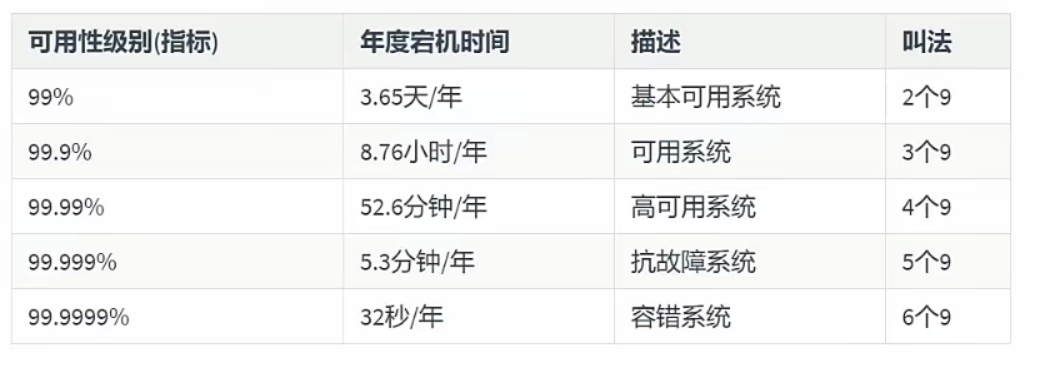 可用性级别(指标) 年度宕机时间 描述 叫法
99% 3.65天/年 基本可用系统 2个9
99.9% 8.76小时/年 可用系统 3个9
99.99% 52.6分钟/年 高可用系统 4个9
99.999% 5.3分钟/年 抗故障系统 5个9
99.9999% 32秒/年 容错系统 6个9